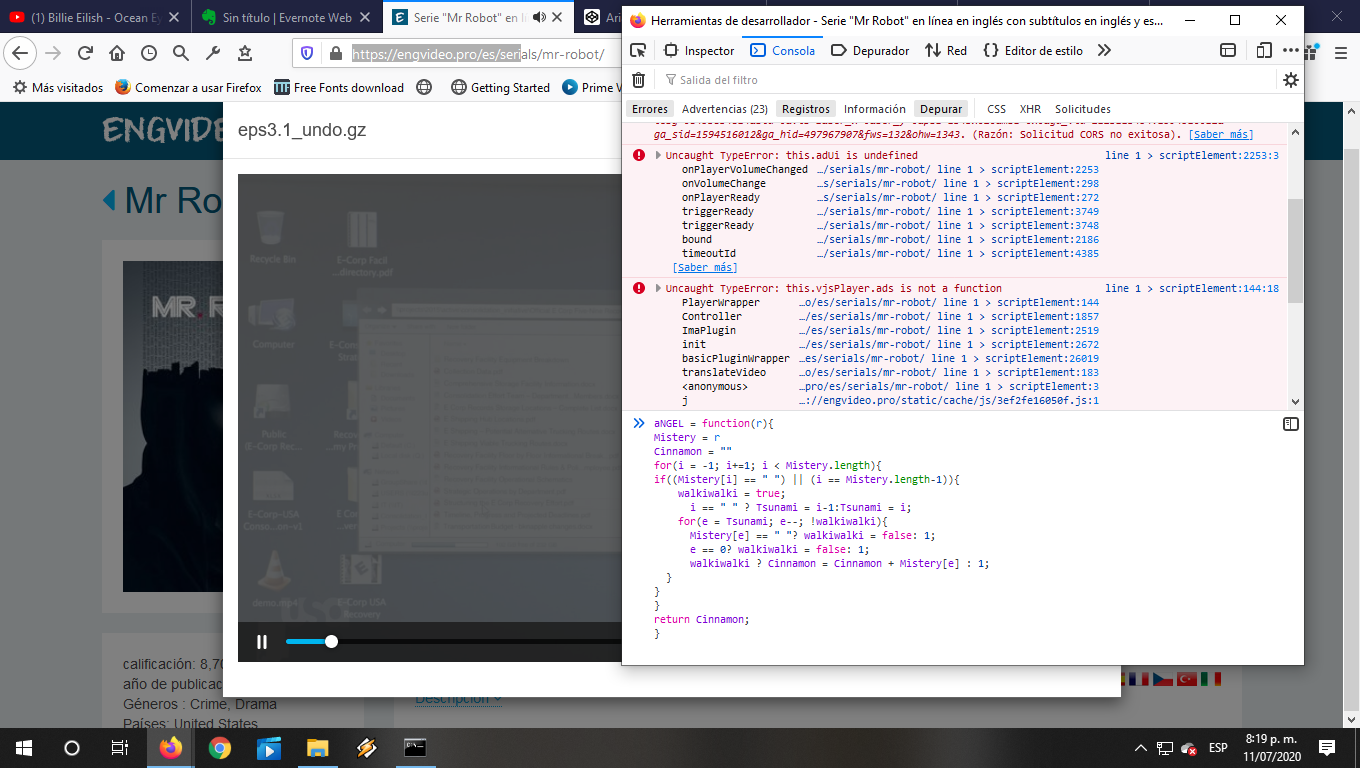 (1) Billie Eilish - Ocean Ey
Sin título | Evernote Web
Serie "Mr Robot" en lí
Ari
Herramientas de desarrollador - Serie "Mr Robot" en línea en inglés con subtítulos en inglés y es...
https://engvideo.pro/es/serials/mr-robot/
Inspector
Consola
Depurador
Red
Editor de estilo
Salida del filtro
Más visitados
Comenzar a usar Firefox
Free Fonts download
Getting Started
Prime V
Errores
Advertencias (23)
Registros
Información
Depurar
CSS
XHR
Solicitudes
ENGVIDE
eps3.1_undo.gz
ga_sid=1594516012&ga_hid=497967907&fws=132&ohw=1343. (Razón: Solicitud CORS no exitosa). [Saber más]
Uncaught TypeError: this.adUi is undefined line 1 > scriptElement:2253:3
onPlayerVolumeChanged …/serials/mr-robot/ line 1 > scriptElement:2253
onVolumeChange …s/serials/mr-robot/ line 1 > scriptElement:298
onPlayerReady …s/serials/mr-robot/ line 1 > scriptElement:272
triggerReady …/serials/mr-robot/ line 1 > scriptElement:3749
triggerReady …/serials/mr-robot/ line 1 > scriptElement:3748
bound …/serials/mr-robot/ line 1 > scriptElement:2186
timeoutId …/serials/mr-robot/ line 1 > scriptElement:4385
[Saber más]
Uncaught TypeError: this.vjsPlayer.ads is not a function line 1 > scriptElement:144:18
PlayerWrapper …o/es/serials/mr-robot/ line 1 > scriptElement:144
Controller …/es/serials/mr-robot/ line 1 > scriptElement:1857
ImaPlugin …/es/serials/mr-robot/ line 1 > scriptElement:2519
init …/es/serials/mr-robot/ line 1 > scriptElement:2672
basicPluginWrapper …es/serials/mr-robot/ line 1 > scriptElement:26019
translateVideo …o/es/serials/mr-robot/ line 1 > scriptElement:183
<anonymous> …pro/es/serials/mr-robot/ line 1 > scriptElement:3
j …://engvideo.pro/static/cache/js/3ef2fe16050f.js:1
aNGEL = function(r){
Mistery = r
Cinnamon = ""
for(i = -1; i+=1; i < Mistery.length){
if((Mistery[i] == " ") || (i == Mistery.length-1)){
walkiwalki = true;
i == " " ? Tsunami = i-1:Tsunami = i;
for(e = Tsunami; e--; !walkiwalki){
Mistery[e] == " "? walkiwalki = false: 1;
e == 0? walkiwalki = false: 1;
walkiwalki ? Cinnamon = Cinnamon + Mistery[e] : 1;
}
}
}
return Cinnamon;
}
Mr Ro
MR. R
Recycle Bin
E-Corp Facil
...directory.pdf
Computer
Public
(E-Corp Rec...
E-Corp-USA
Conso...on-v1
demo.mp4
E-Corp USA
Recovery
calificación: 8,70
año de publicac
Géneros : Crime, Drama
Países: United States
Descripción
ESP
8:19 p. m.
11/07/2020